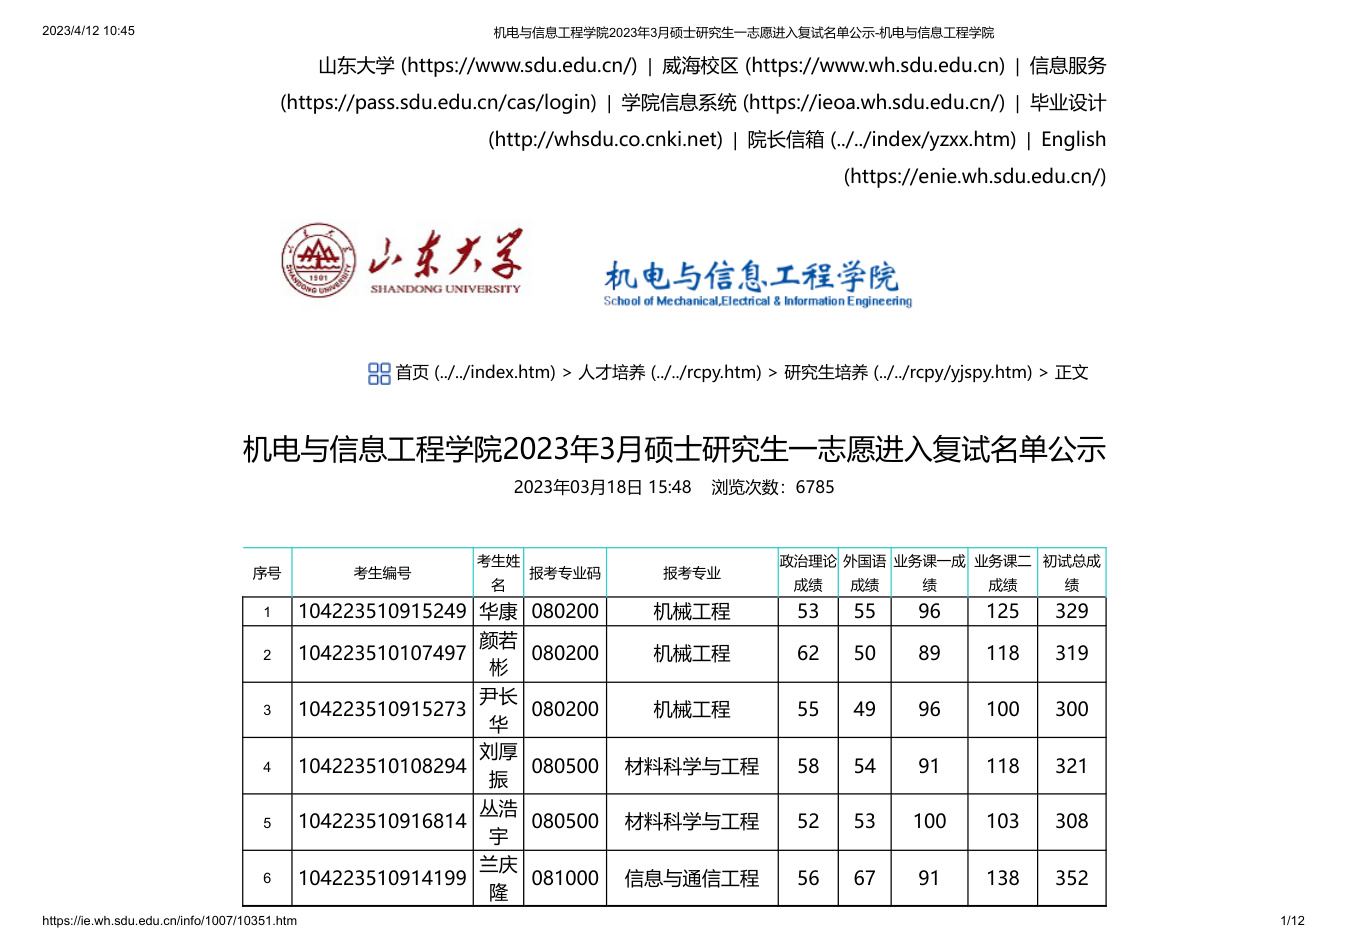 2023/4/12 10:45
机电与信息工程学院2023年3月硕士研究生一志愿进入复试名单公示-机电与信息工程学院
山东大学 (https://www.sdu.edu.cn/) | 威海校区 (https://www.wh.sdu.edu.cn) | 信息服务
(https://pass.sdu.edu.cn/cas/login) | 学院信息系统 (https://ieoa.wh.sdu.edu.cn/) | 毕业设计
(http://whsdu.co.cnki.net) | 院长信箱 (../../index/yzxx.htm) | English
(https://enie.wh.sdu.edu.cn/)
山东大学
SHANDONG UNIVERSITY
山东大学
SHANDONG UNIVERSITY
1901
机电与信息工程学院
School of Mechanical,Electrical & Information Engineering
首页 (../../index.htm) > 人才培养 (../../rcpy.htm) > 研究生培养 (../../rcpy/yjspy.htm) > 正文
机电与信息工程学院2023年3月硕士研究生一志愿进入复试名单公示
2023年03月18日 15:48 浏览次数：6785
序号 考生编号 考生姓名 报考专业码 报考专业 政治理论成绩 外国语成绩 业务课一成绩 业务课二成绩 初试总成绩
1 104223510915249 华康 080200 机械工程 53 55 96 125 329
2 104223510107497 颜若彬 080200 机械工程 62 50 89 118 319
3 104223510915273 尹长华 080200 机械工程 55 49 96 100 300
4 104223510108294 刘厚振 080500 材料科学与工程 58 54 91 118 321
5 104223510916814 丛浩宇 080500 材料科学与工程 52 53 100 103 308
6 104223510914199 兰庆隆 081000 信息与通信工程 56 67 91 138 352
https://ie.wh.sdu.edu.cn/info/1007/10351.htm
1/12